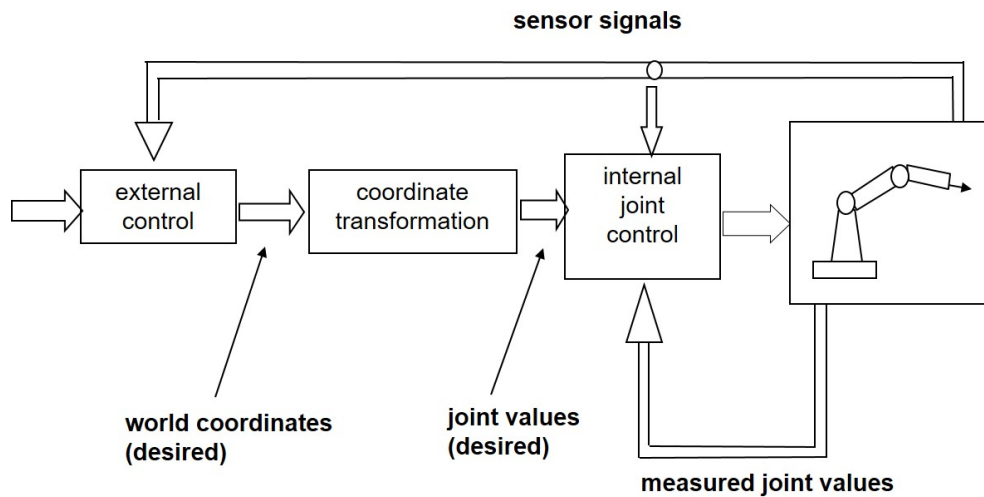 sensor signals
external
control
coordinate
transformation
internal
joint
control
world coordinates
(desired)
joint values
(desired)
measured joint values